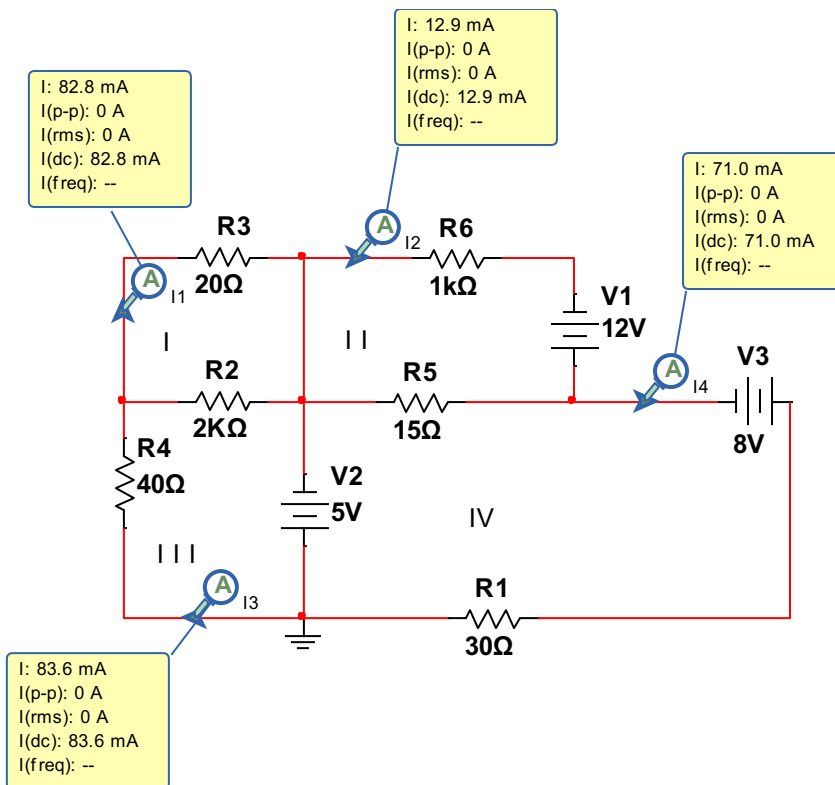 I: 12.9 mA
I(p-p): 0 A
I(rms): 0 A
I(dc): 12.9 mA
I(freq): --
I: 82.8 mA
I(p-p): 0 A
I(rms): 0 A
I(dc): 82.8 mA
I(freq): --
I: 71.0 mA
I(p-p): 0 A
I(rms): 0 A
I(dc): 71.0 mA
I(freq): --
A
I2
R3
20Ω
R6
1kΩ
A
I1
V1
12V
I
II
A
I4
V3
8V
R2
2KΩ
R5
15Ω
R4
40Ω
V2
5V
IV
III
A
I3
R1
30Ω
I: 83.6 mA
I(p-p): 0 A
I(rms): 0 A
I(dc): 83.6 mA
I(freq): --